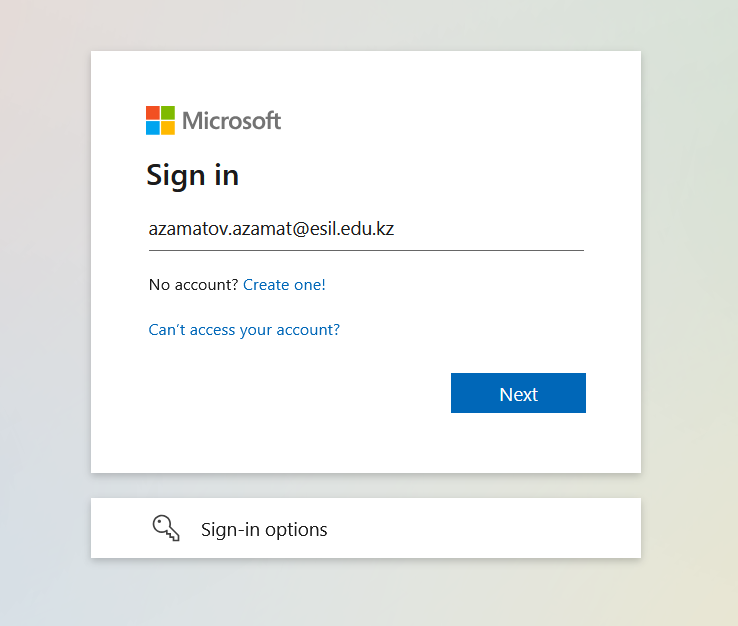 Microsoft
Sign in
azamatov.azamat@esil.edu.kz
No account? Create one!
Can’t access your account?
Next
Sign-in options